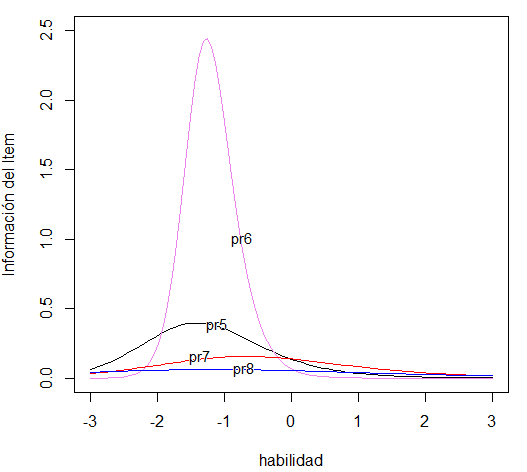 Información del Item
2.5
2.0
1.5
1.0
0.5
0.0
pr6
pr5
pr7
pr8
-3 -2 -1 0 1 2 3
habilidad